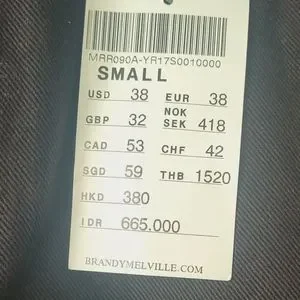 MRR090A-YR17S0010000
SMALL
USD 38 EUR 38
GBP 32 NOK SEK 418
CAD 53 CHF 42
SGD 59 THB 1520
HKD 380
IDR 665.000
BRANDYMELVILLE.COM